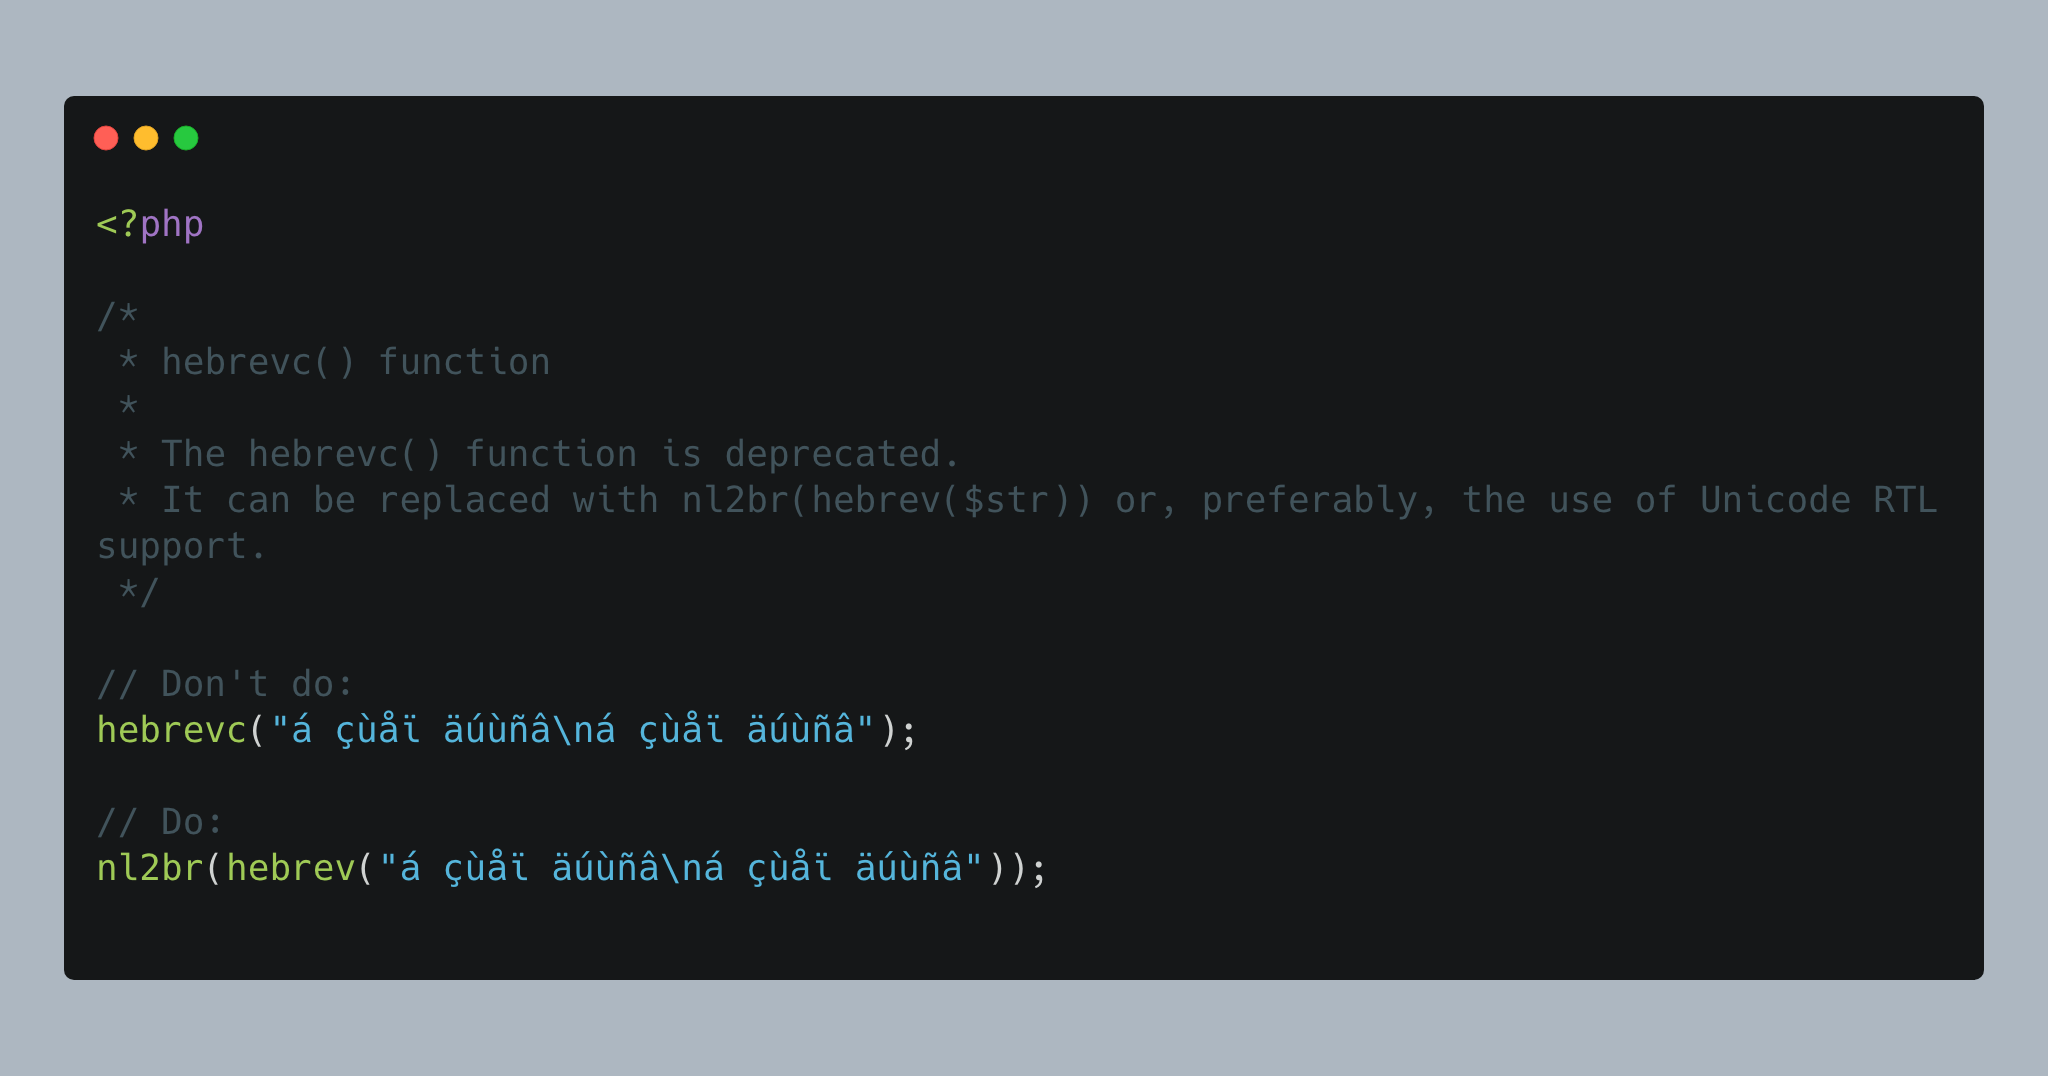 <?php

/*
 * hebrevc() function
 *
 * The hebrevc() function is deprecated.
 * It can be replaced with nl2br(hebrev($str)) or, preferably, the use of Unicode RTL
support.
 */

// Don't do:
hebrevc("á çùåï äúùñâ\ná çùåï äúùñâ");

// Do:
nl2br(hebrev("á çùåï äúùñâ\ná çùåï äúùñâ"));